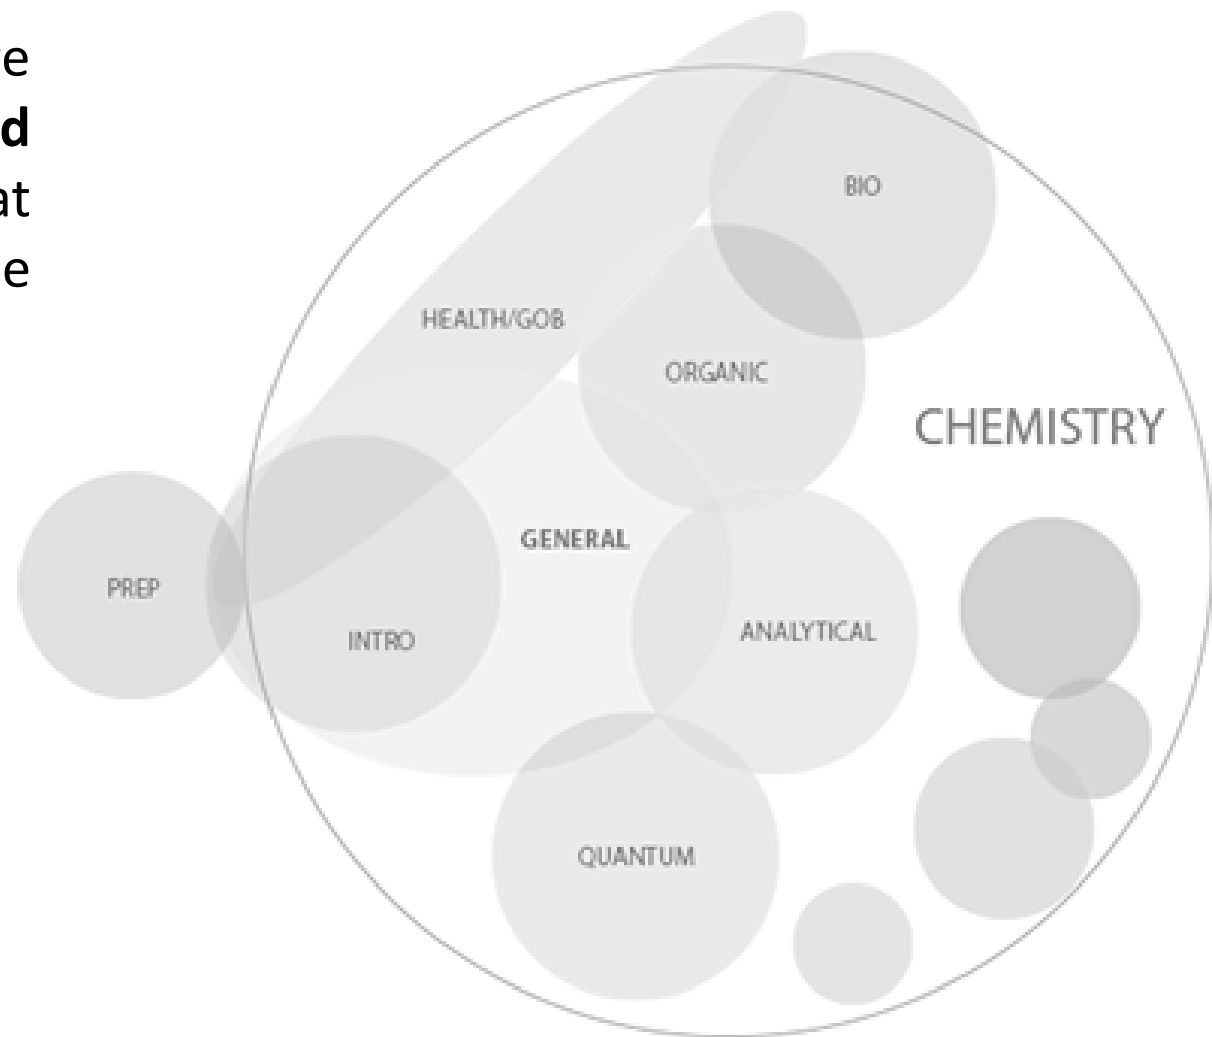 e
d
at
e
BIO
HEALTH/GOB
ORGANIC
CHEMISTRY
GENERAL
PREP
INTRO
ANALYTICAL
QUANTUM